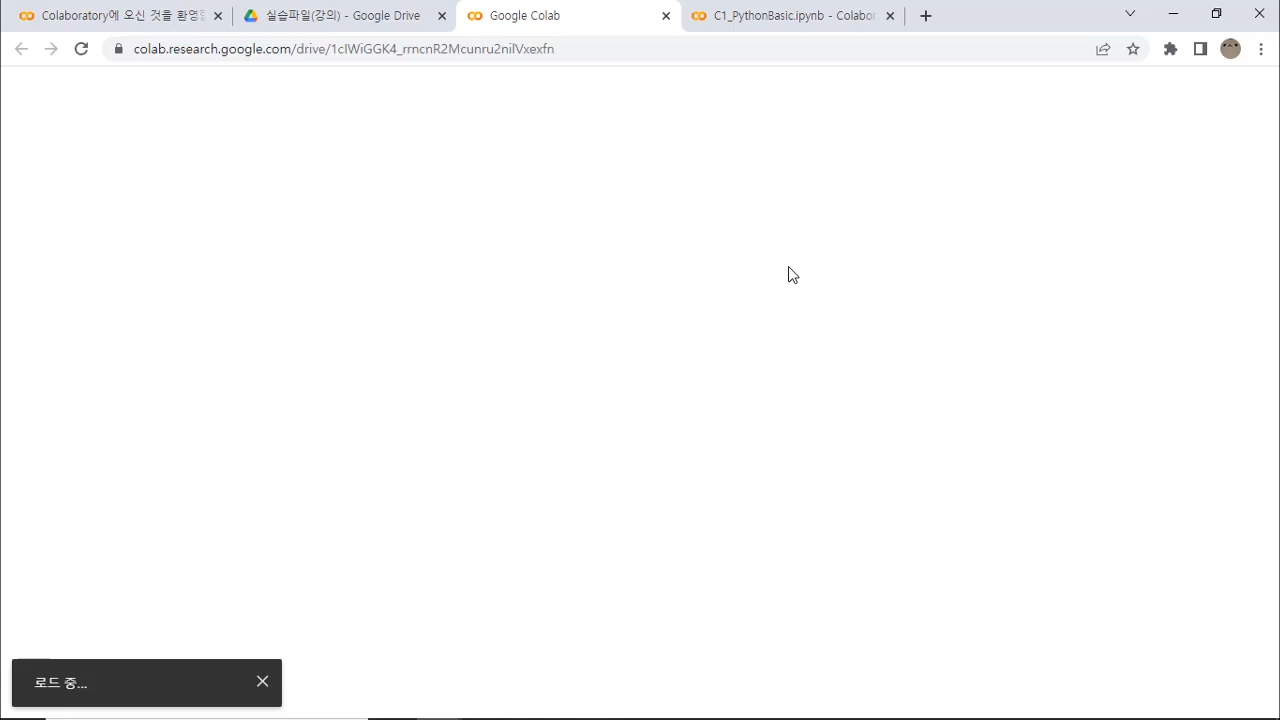 Colaboratory에 오신 것을 환영
실습파일(강의) - Google Drive
Google Colab
C1_PythonBasic.ipynb - Colabor
colab.research.google.com/drive/1cIWiGGK4_rrncnR2Mcunru2nilVxexfn
로드 중...